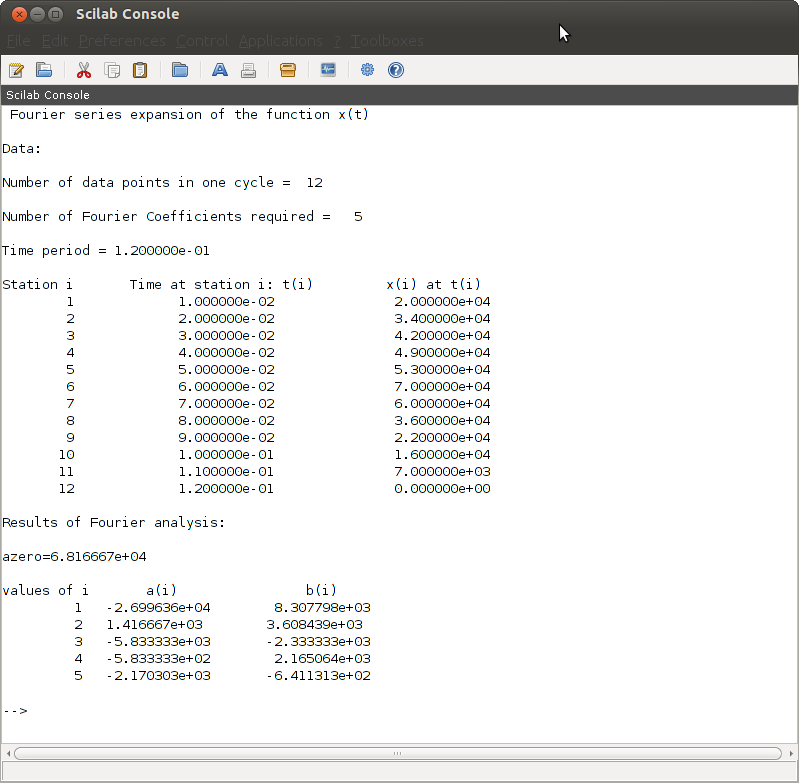 Scilab Console
File Edit Preferences Control Applications ? Toolboxes
Scilab Console
Fourier series expansion of the function x(t)
Data:
Number of data points in one cycle = 12
Number of Fourier Coefficients required = 5
Time period = 1.200000e-01
Station i Time at station i: t(i) x(i) at t(i)
1 1.000000e-02 2.000000e+04
2 2.000000e-02 3.400000e+04
3 3.000000e-02 4.200000e+04
4 4.000000e-02 4.900000e+04
5 5.000000e-02 5.300000e+04
6 6.000000e-02 7.000000e+04
7 7.000000e-02 6.000000e+04
8 8.000000e-02 3.600000e+04
9 9.000000e-02 2.200000e+04
10 1.000000e-01 1.600000e+04
11 1.100000e-01 7.000000e+03
12 1.200000e-01 0.000000e+00
Results of Fourier analysis:
azero=6.816667e+04
values of i a(i) b(i)
1 -2.699636e+04 8.307798e+03
2 1.416667e+03 3.608439e+03
3 -5.833333e+03 -2.333333e+03
4 -5.833333e+02 2.165064e+03
5 -2.170303e+03 -6.411313e+02
-->